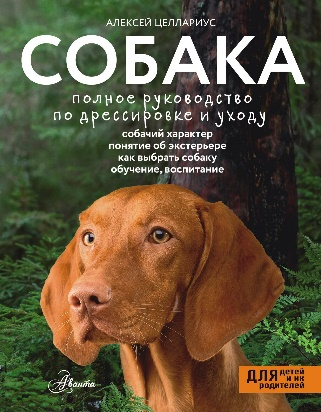 АЛЕКСЕЙ ЦЕЛЛАРИУС
СОБАКА
полное руководство
по дрессировке и уходу
собачий характер
понятие об экстерьере
как выбрать собаку
обучение, воспитание
Аванта
ДЛЯ детей и их
родителей